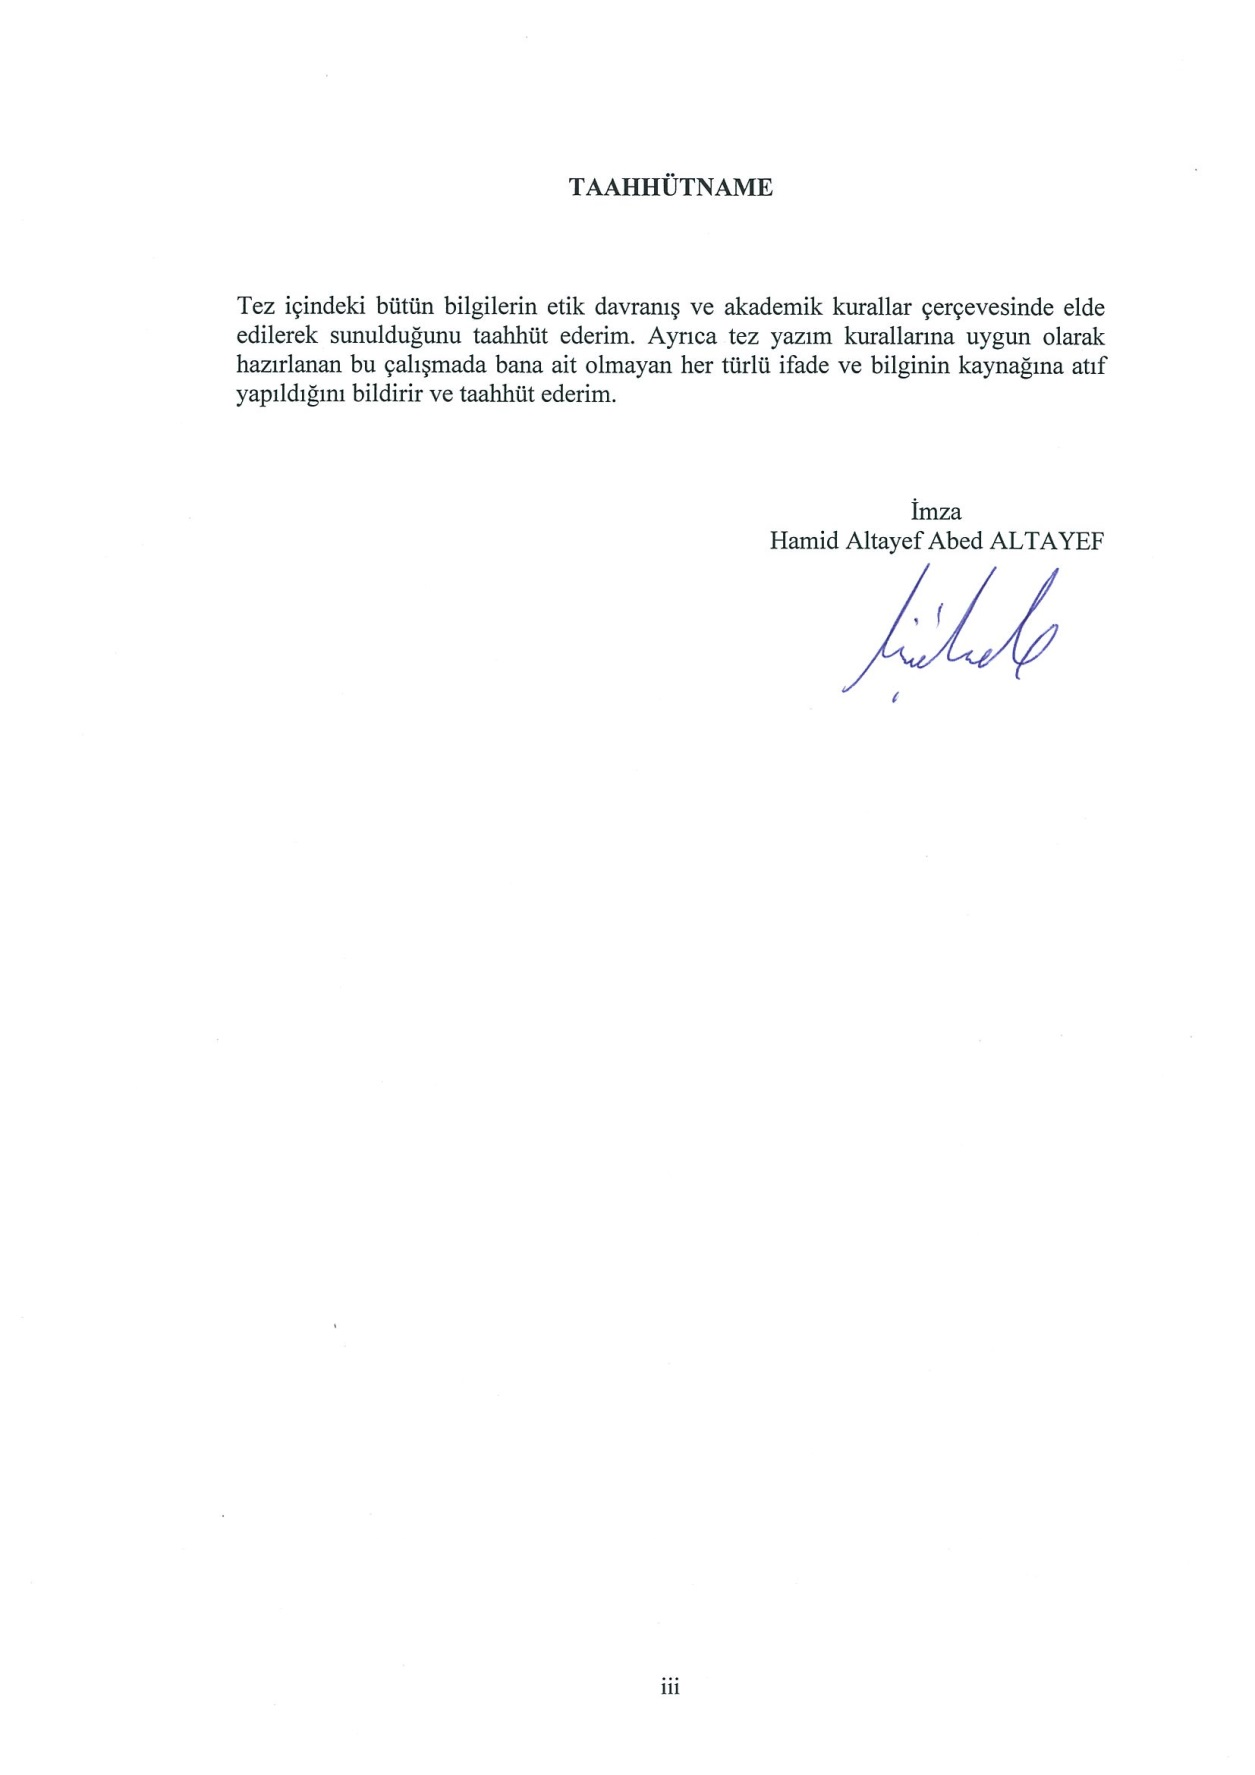 TAAHHÜTNAME
Tez içindeki bütün bilgilerin etik davranış ve akademik kurallar çerçevesinde elde
edilerek sunulduğunu taahhüt ederim. Ayrıca tez yazım kurallarına uygun olarak
hazırlanan bu çalışmada bana ait olmayan her türlü ifade ve bilginin kaynağına atıf
yapıldığını bildirir ve taahhüt ederim.
İmza
Hamid Altayef Abed ALTAYEF
iii